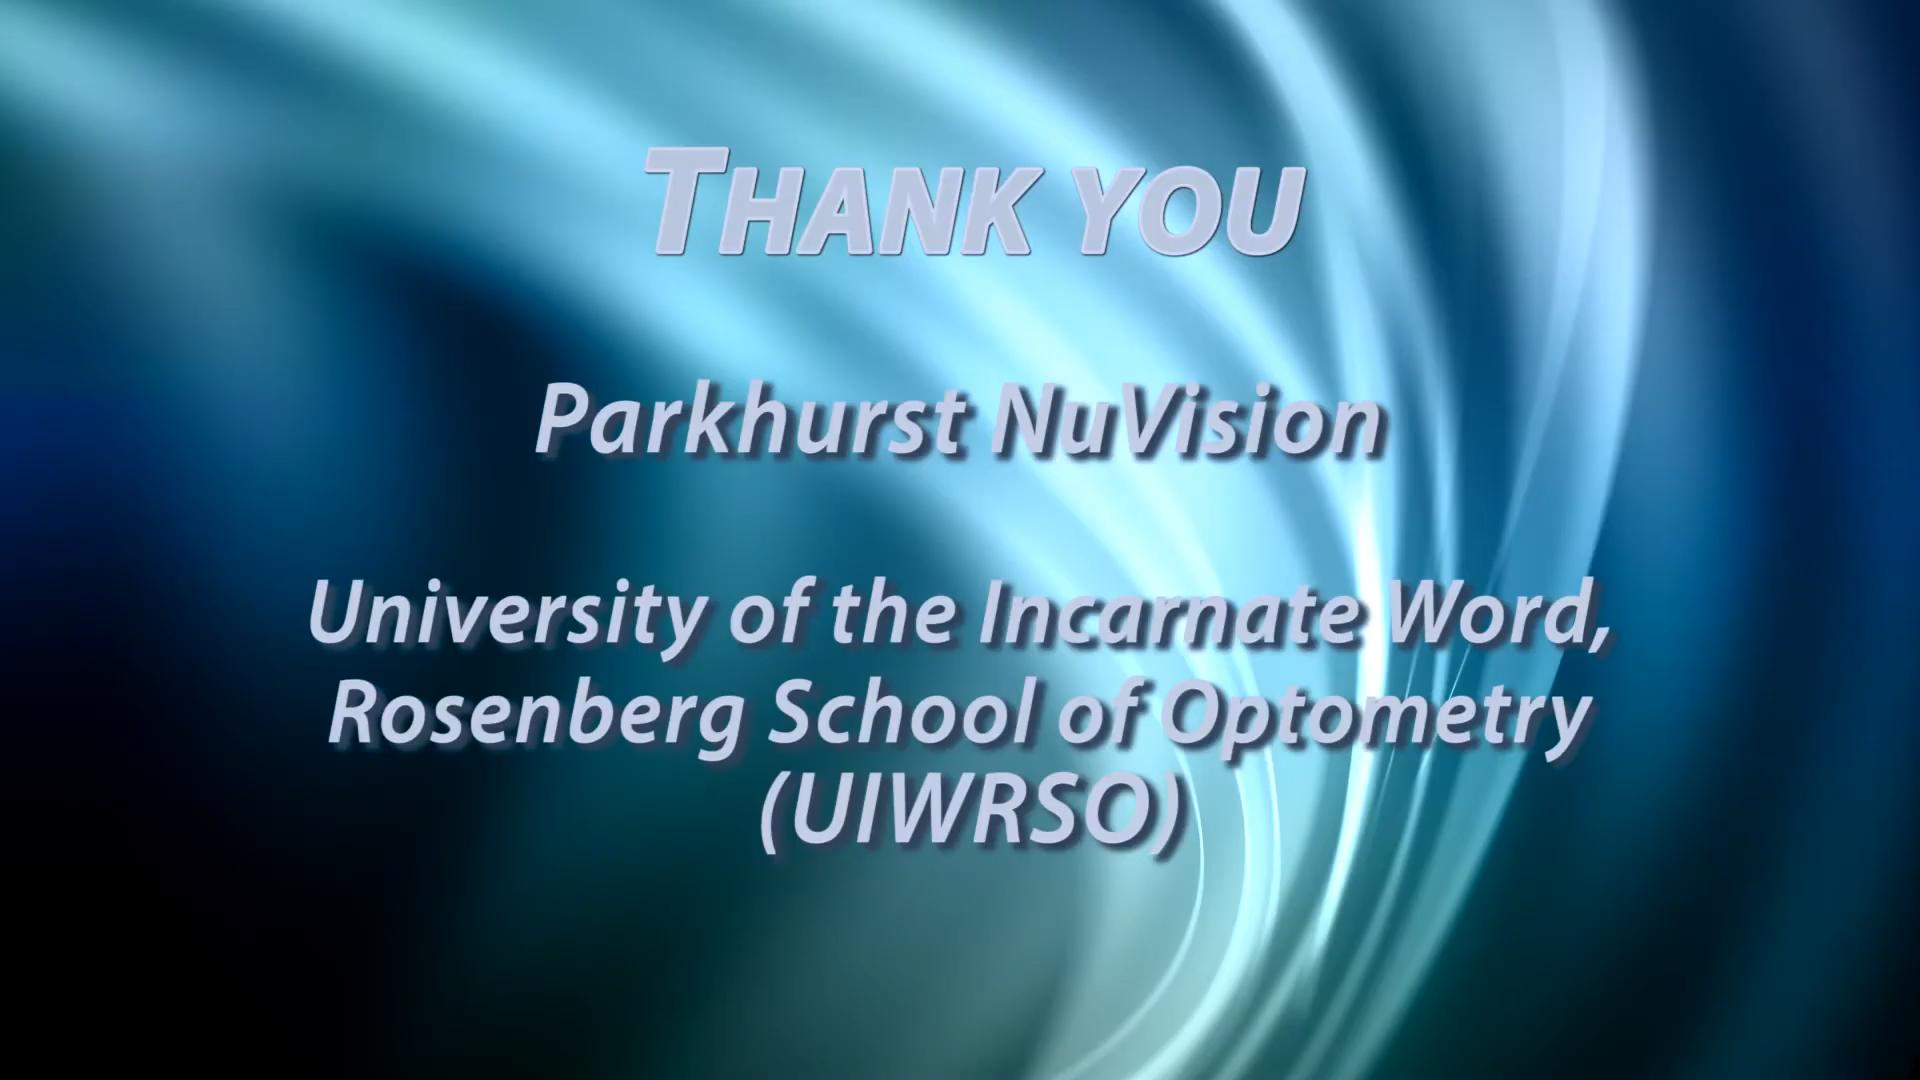 THANK YOU
Parkhurst NuVision
University of the Incarnate Word,
Rosenberg School of Optometry
(UIWRSO)